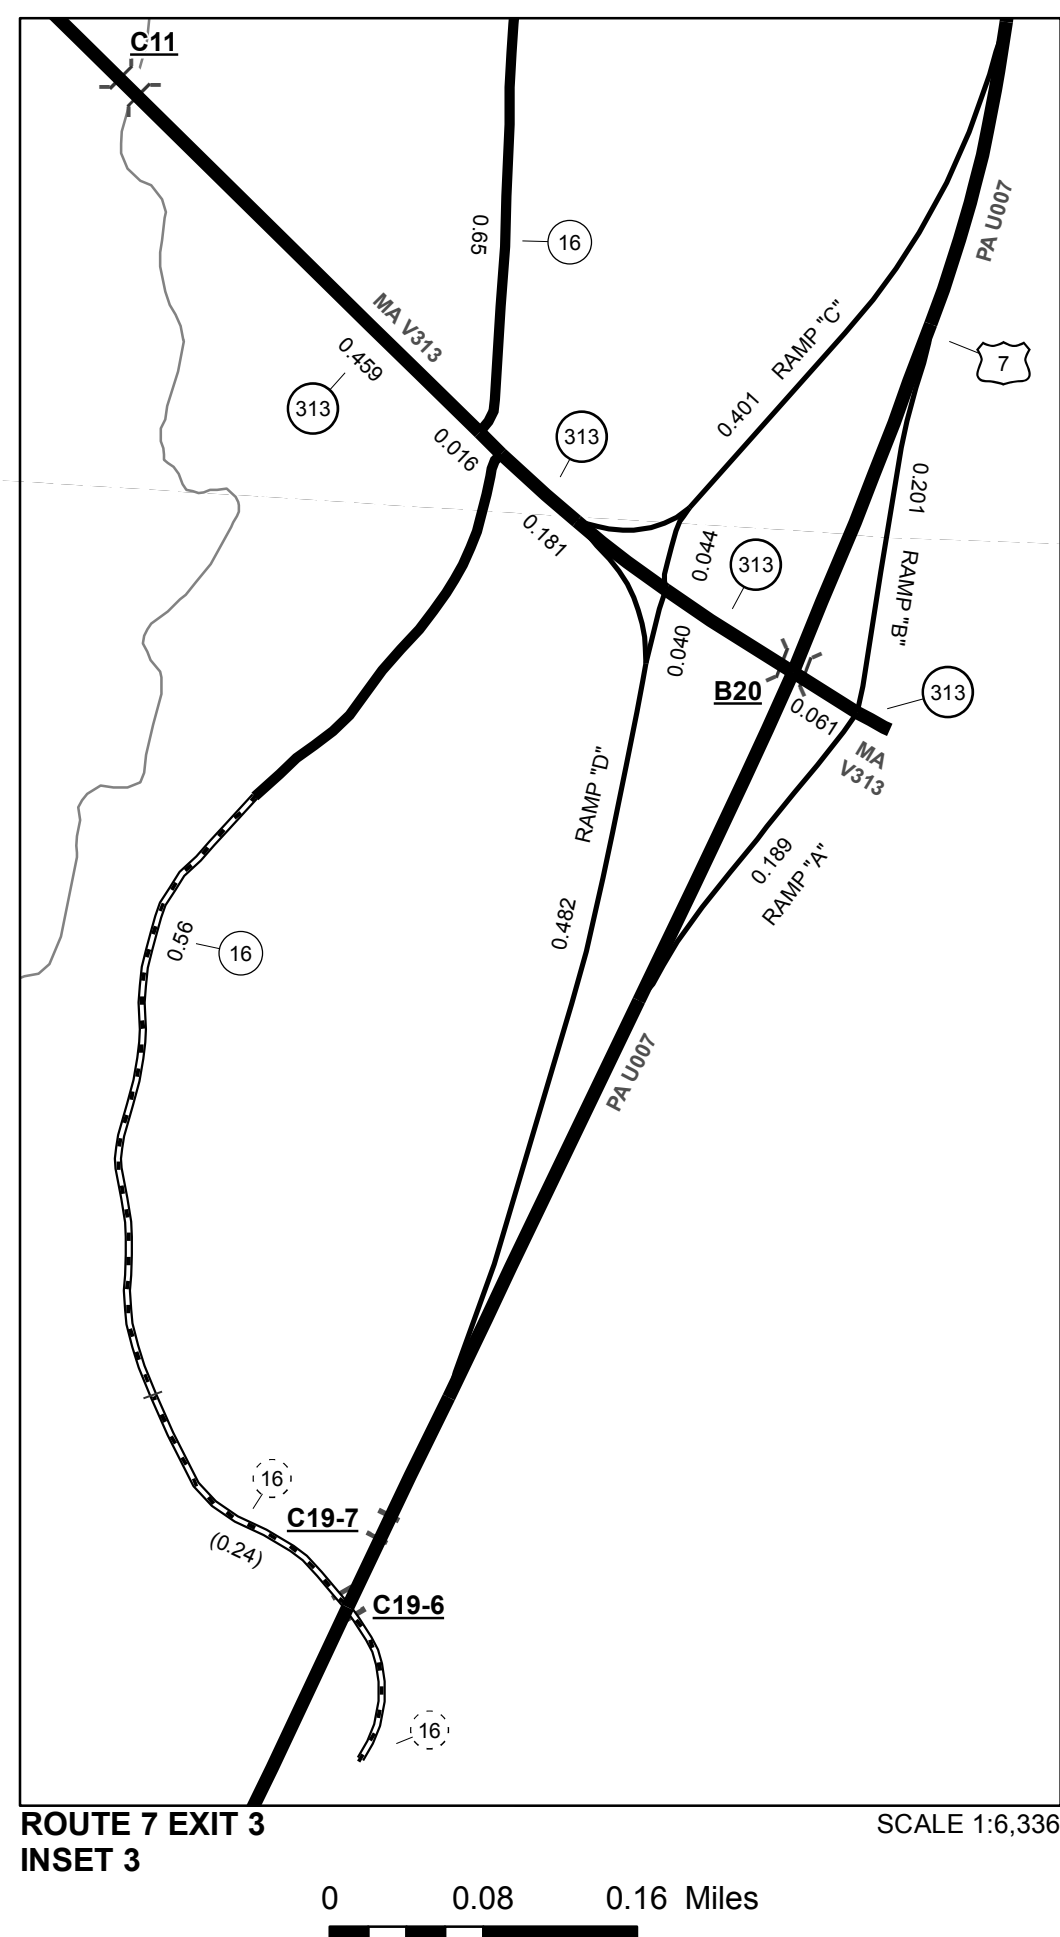 C11
0.65
16
PA U007
MA V313
0.459
313
RAMP "C"
0.401
7
0.016
313
0.181
0.201
0.044
313
RAMP "B"
0.040
B20
313
0.061
MA
V313
RAMP "D"
0.189
RAMP "A"
0.482
0.56
16
PA U007
16
C19-7
(0.24)
C19-6
16
ROUTE 7 EXIT 3
SCALE 1:6,336
INSET 3
0 0.08 0.16 Miles